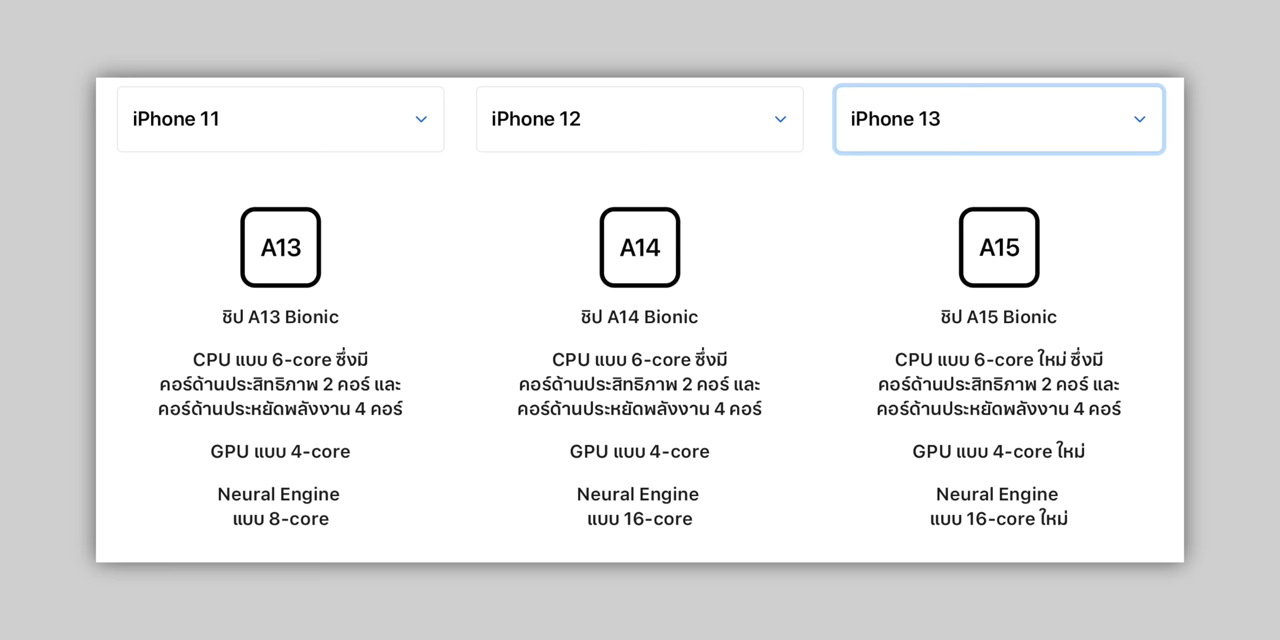 iPhone 11
iPhone 12
iPhone 13
A13
ชิป A13 Bionic
CPU แบบ 6-core ซึ่งมี
คอร์ด้านประสิทธิภาพ 2 คอร์ และ
คอร์ด้านประหยัดพลังงาน 4 คอร์
GPU แบบ 4-core
Neural Engine
แบบ 8-core
A14
ชิป A14 Bionic
CPU แบบ 6-core ซึ่งมี
คอร์ด้านประสิทธิภาพ 2 คอร์ และ
คอร์ด้านประหยัดพลังงาน 4 คอร์
GPU แบบ 4-core
Neural Engine
แบบ 16-core
A15
ชิป A15 Bionic
CPU แบบ 6-core ใหม่ ซึ่งมี
คอร์ด้านประสิทธิภาพ 2 คอร์ และ
คอร์ด้านประหยัดพลังงาน 4 คอร์
GPU แบบ 4-core ใหม่
Neural Engine
แบบ 16-core ใหม่